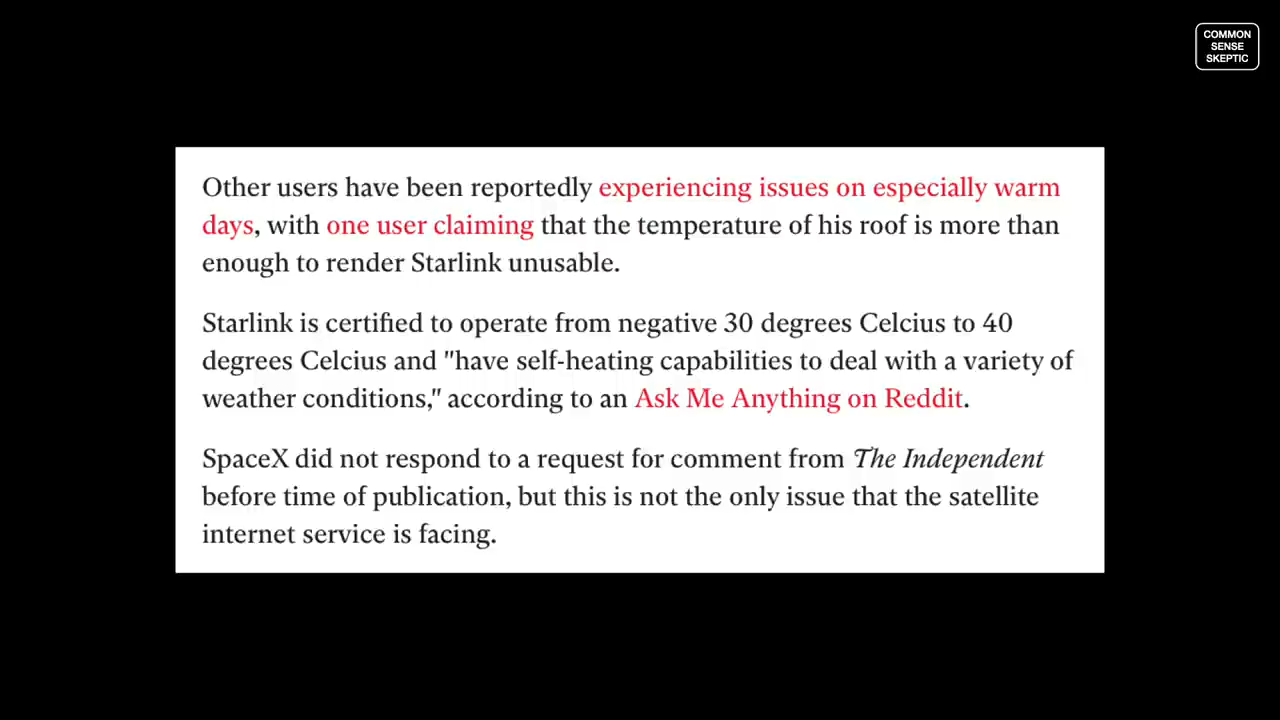 COMMON
SENSE
SKEPTIC
Other users have been reportedly experiencing issues on especially warm
days, with one user claiming that the temperature of his roof is more than
enough to render Starlink unusable.
Starlink is certified to operate from negative 30 degrees Celcius to 40
degrees Celcius and "have self-heating capabilities to deal with a variety of
weather conditions," according to an Ask Me Anything on Reddit.
SpaceX did not respond to a request for comment from The Independent
before time of publication, but this is not the only issue that the satellite
internet service is facing.